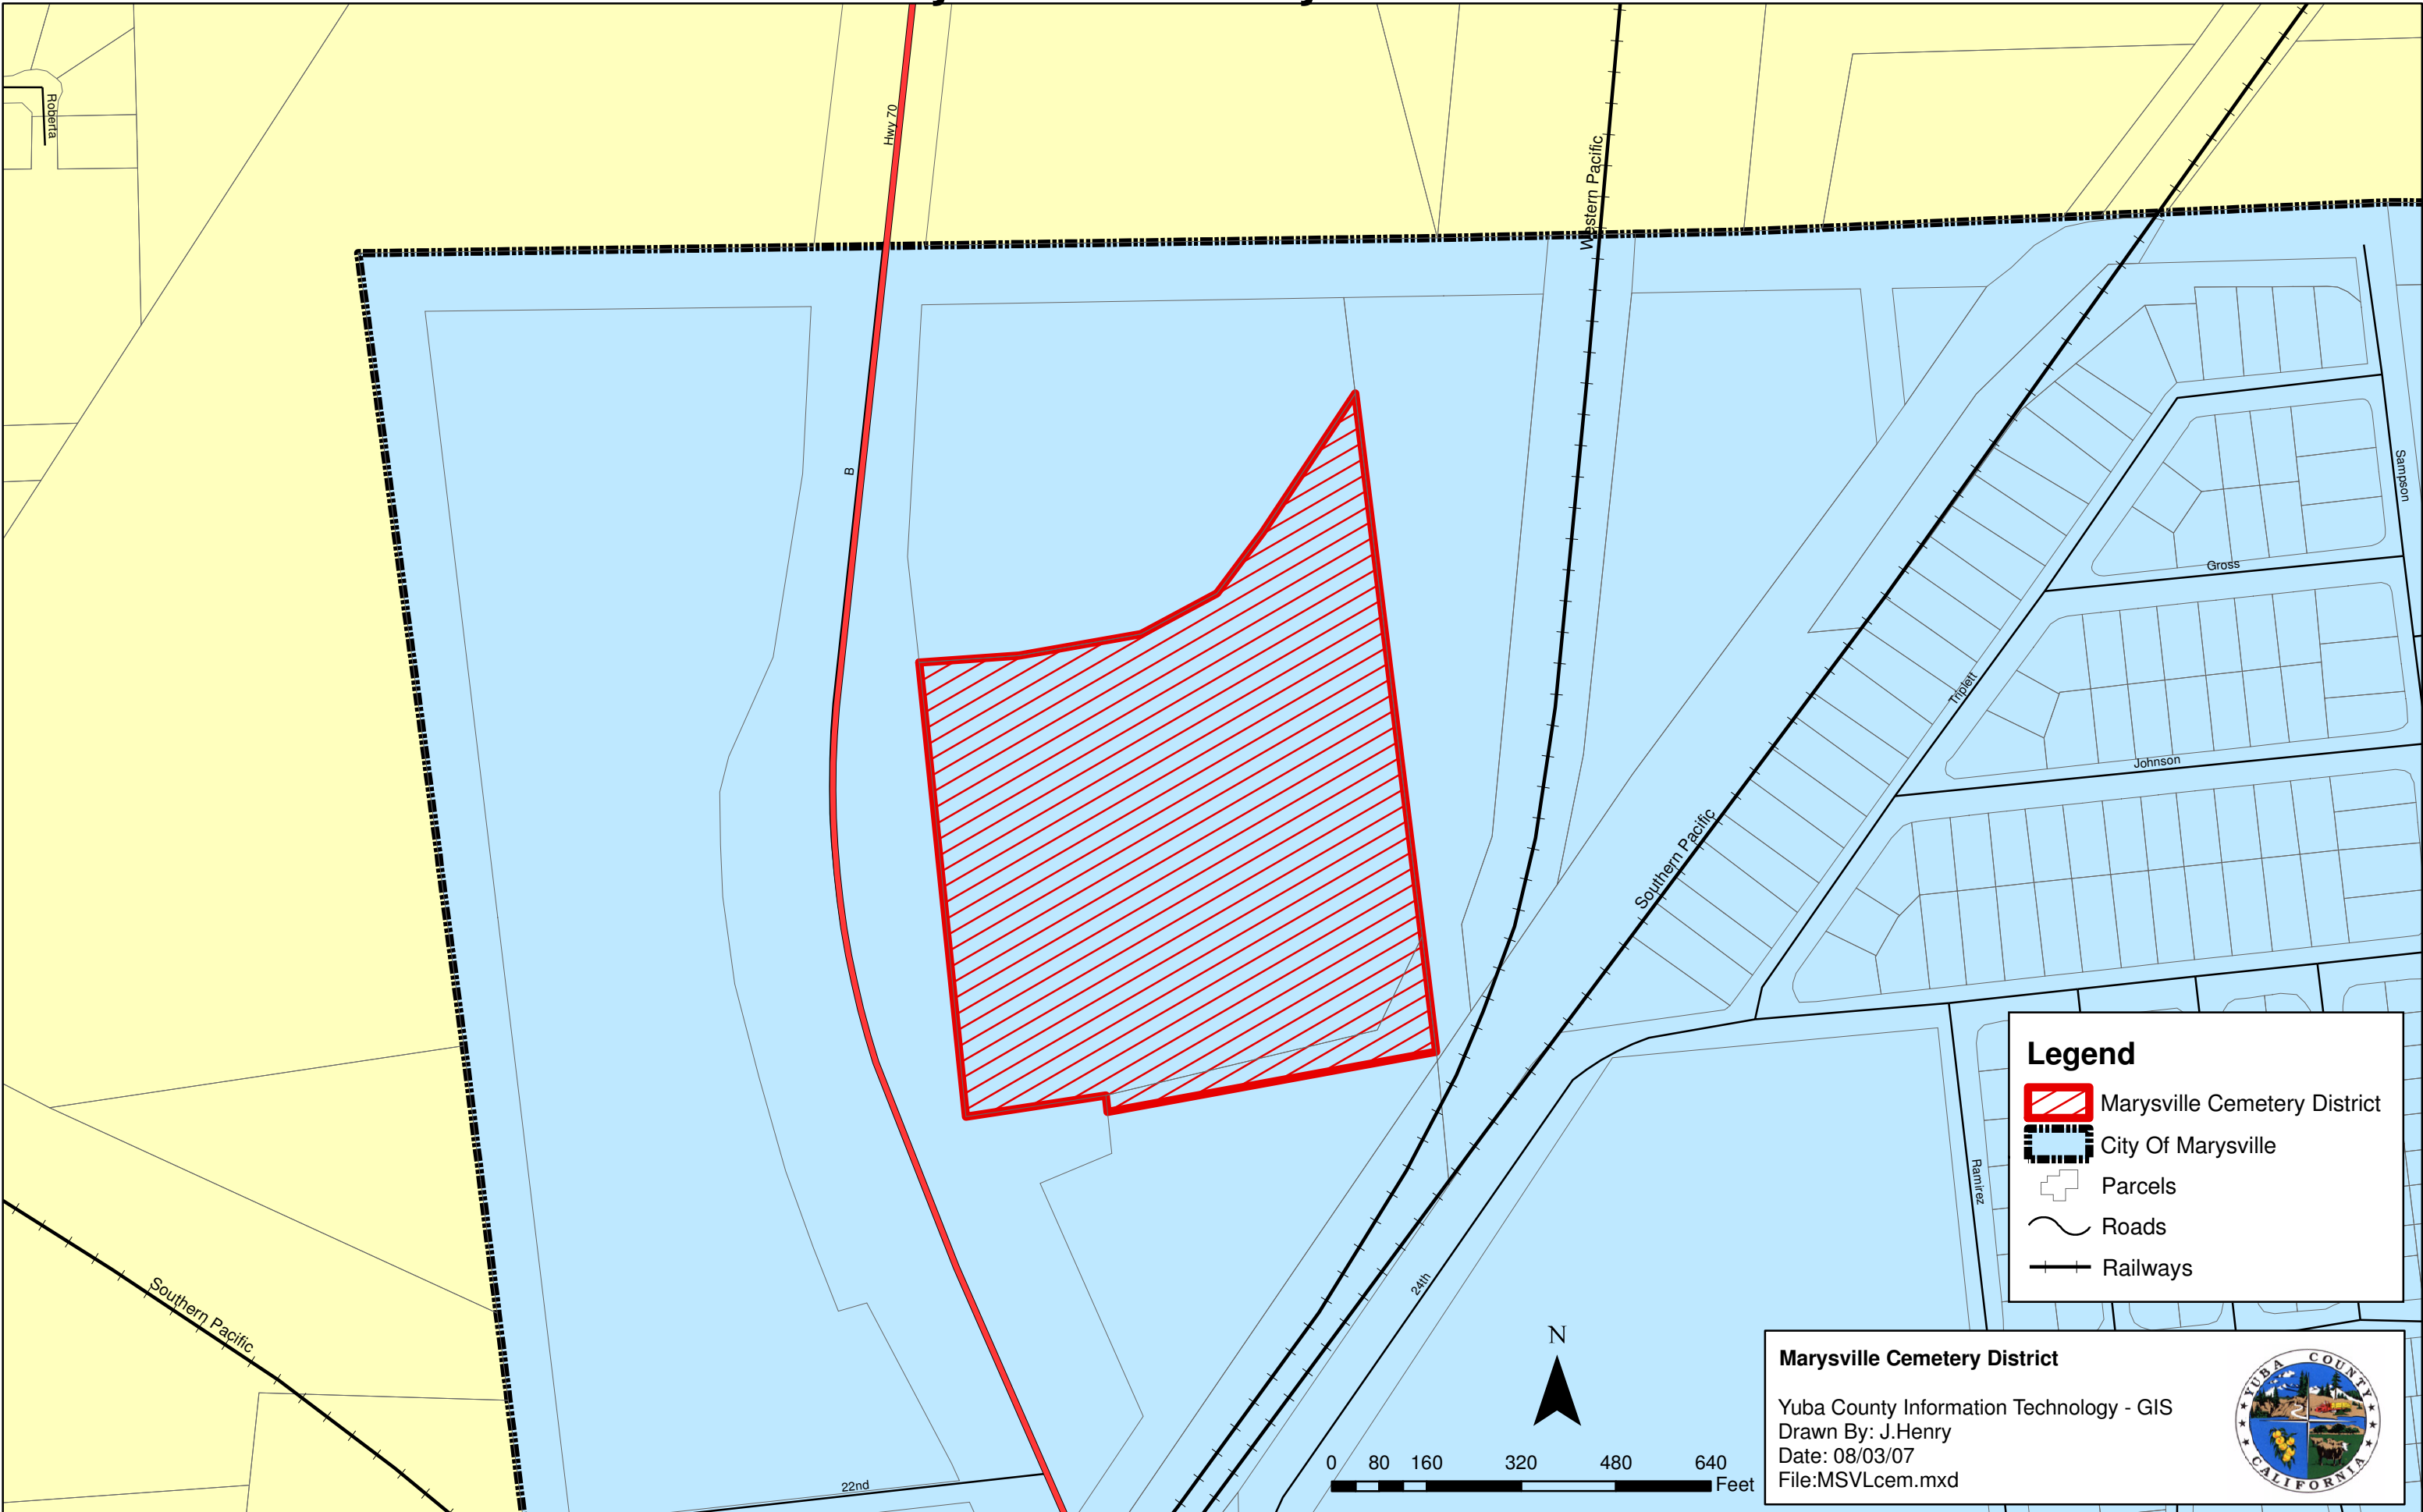 Roberta
Hwy 70
Western Pacific
B
Sampson
Gross
Triplett
Johnson
Southern Pacific
Ramirez
24th
Southern Pacific
22nd
Legend
Marysville Cemetery District
City Of Marysville
Parcels
Roads
Railways
N
0 80 160 320 480 640
Feet
Marysville Cemetery District
Yuba County Information Technology - GIS
Drawn By: J.Henry
Date: 08/03/07
File:MSVLcem.mxd
YUBA COUNTY
CALIFORNIA